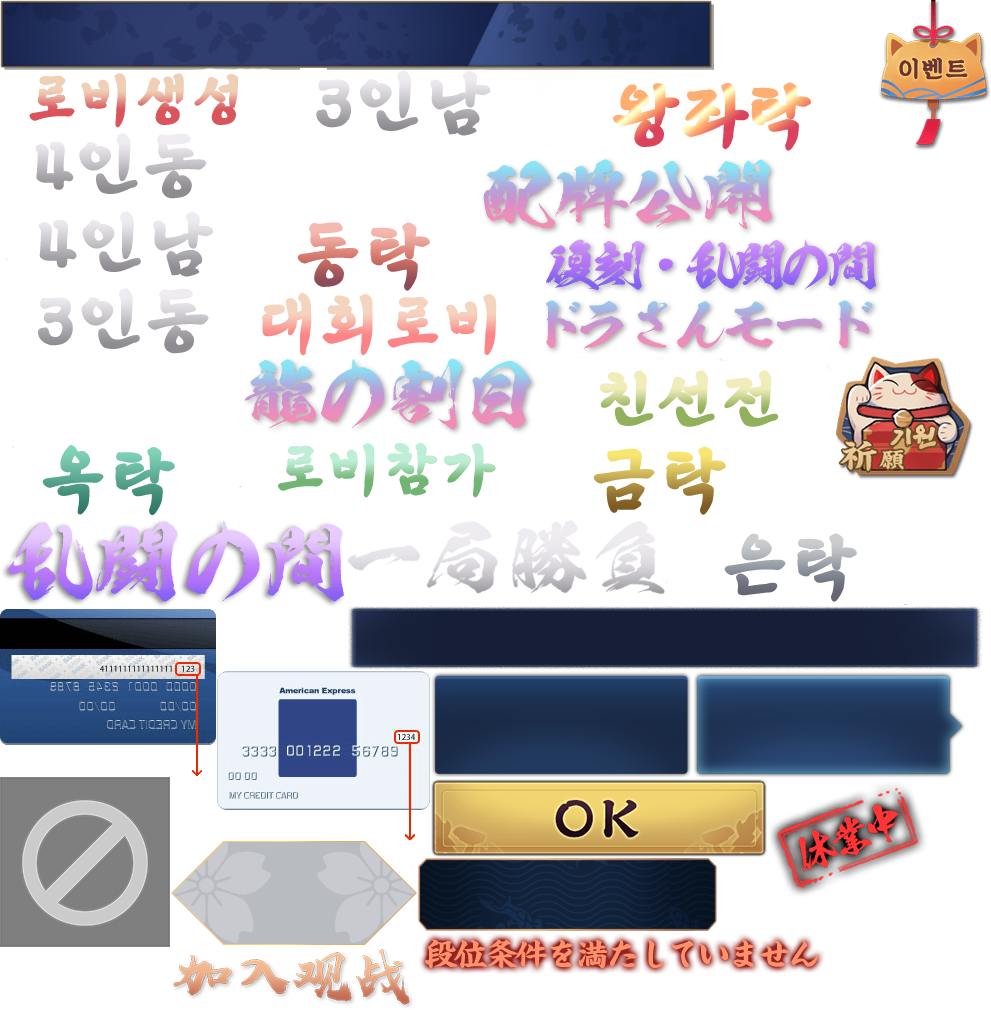 이벤트
로비생성
3인남
왕좌탁
4인동
配牌公開
4인남
동탁
復刻・乱闘の間
3인동
대회로비
ドラさんモード
龍の割目
친선전
기원
祈願
옥탁
로비참가
금탁
乱闘の間
一局勝負
은탁
4111111111111111 123
0000 0001 2345 6789
00/00 00/00
MY CREDIT CARD
American Express
1234
3333 001222 56789
00 00
MY CREDIT CARD
OK
休業中
段位条件を満たしていません
加入观战